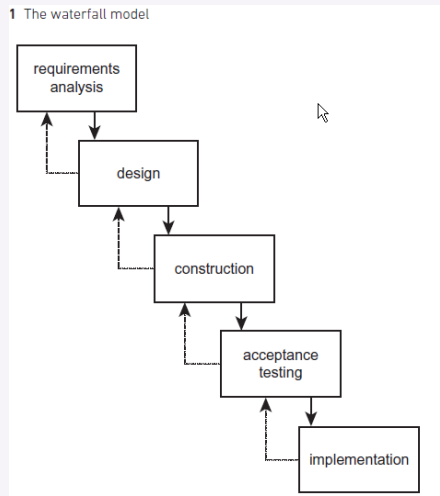 1 The waterfall model
requirements
analysis
design
construction
acceptance
testing
implementation